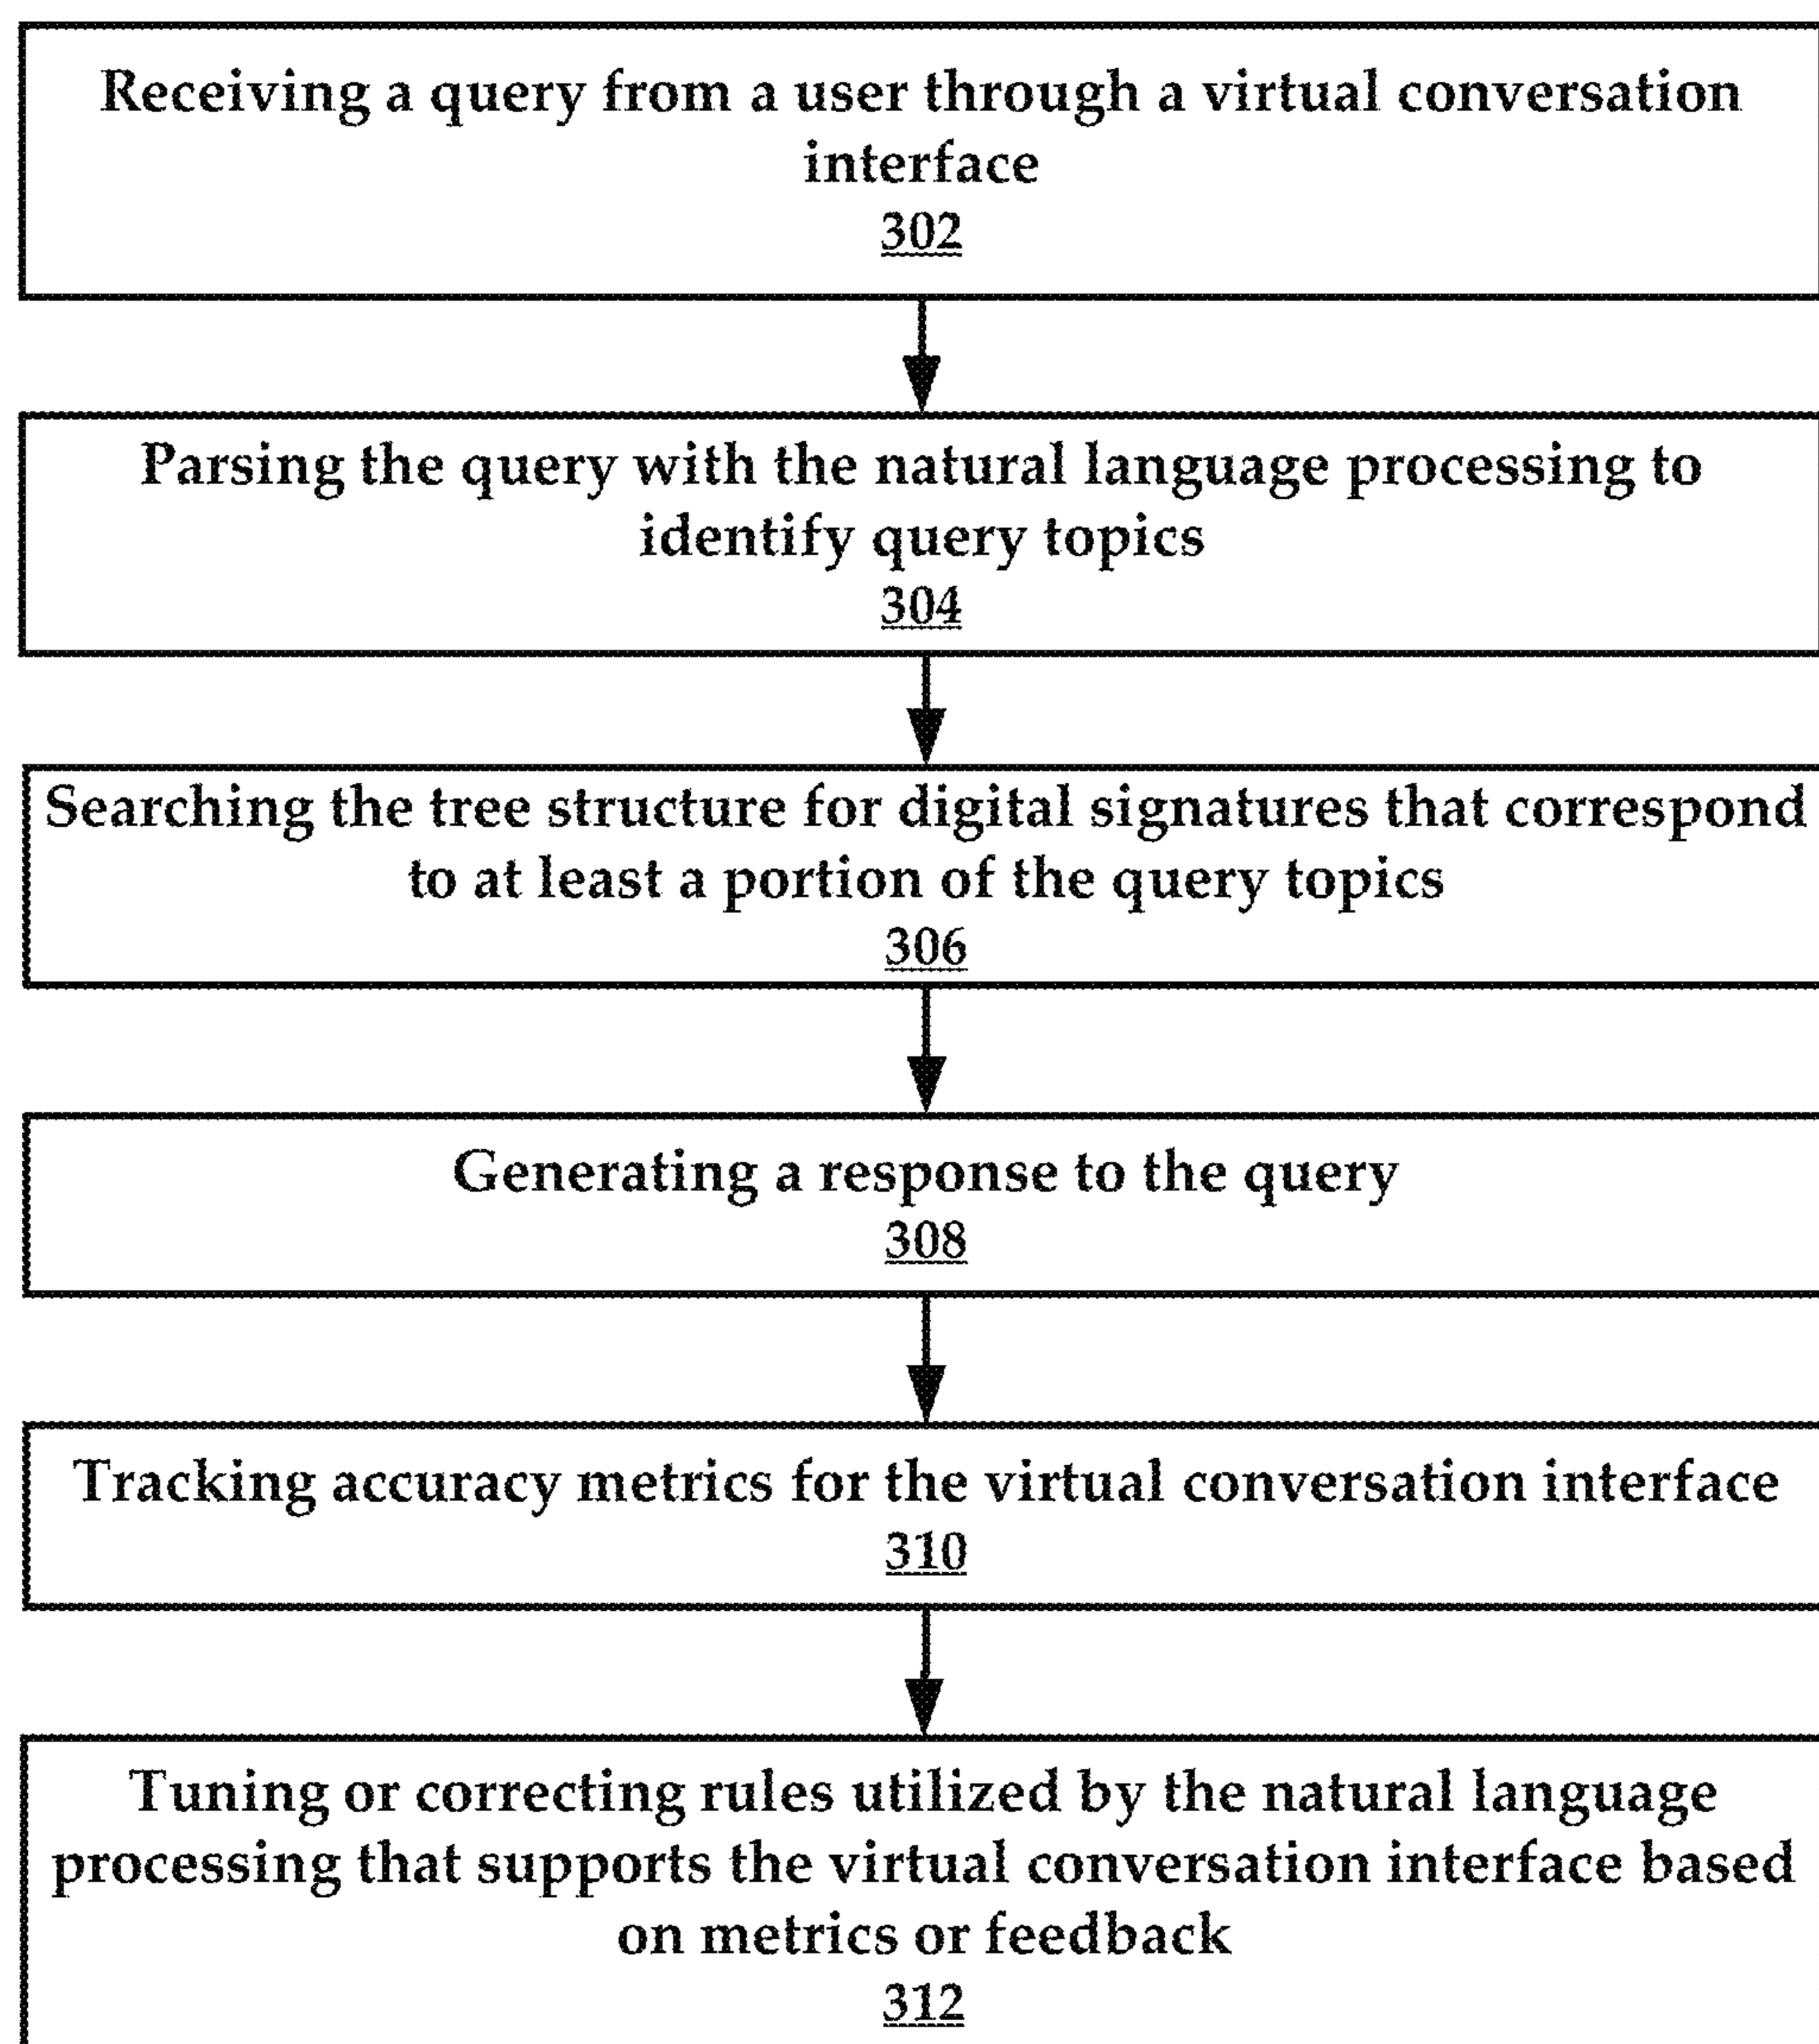 Receiving a query from a user through a virtual conversation
interface
302
Parsing the query with the natural language processing to
identify query topics
304
Searching the tree structure for digital signatures that correspond
to at least a portion of the query topics
306
Generating a response to the query
308
Tracking accuracy metrics for the virtual conversation interface
310
Tuning or correcting rules utilized by the natural language
processing that supports the virtual conversation interface based
on metrics or feedback
312